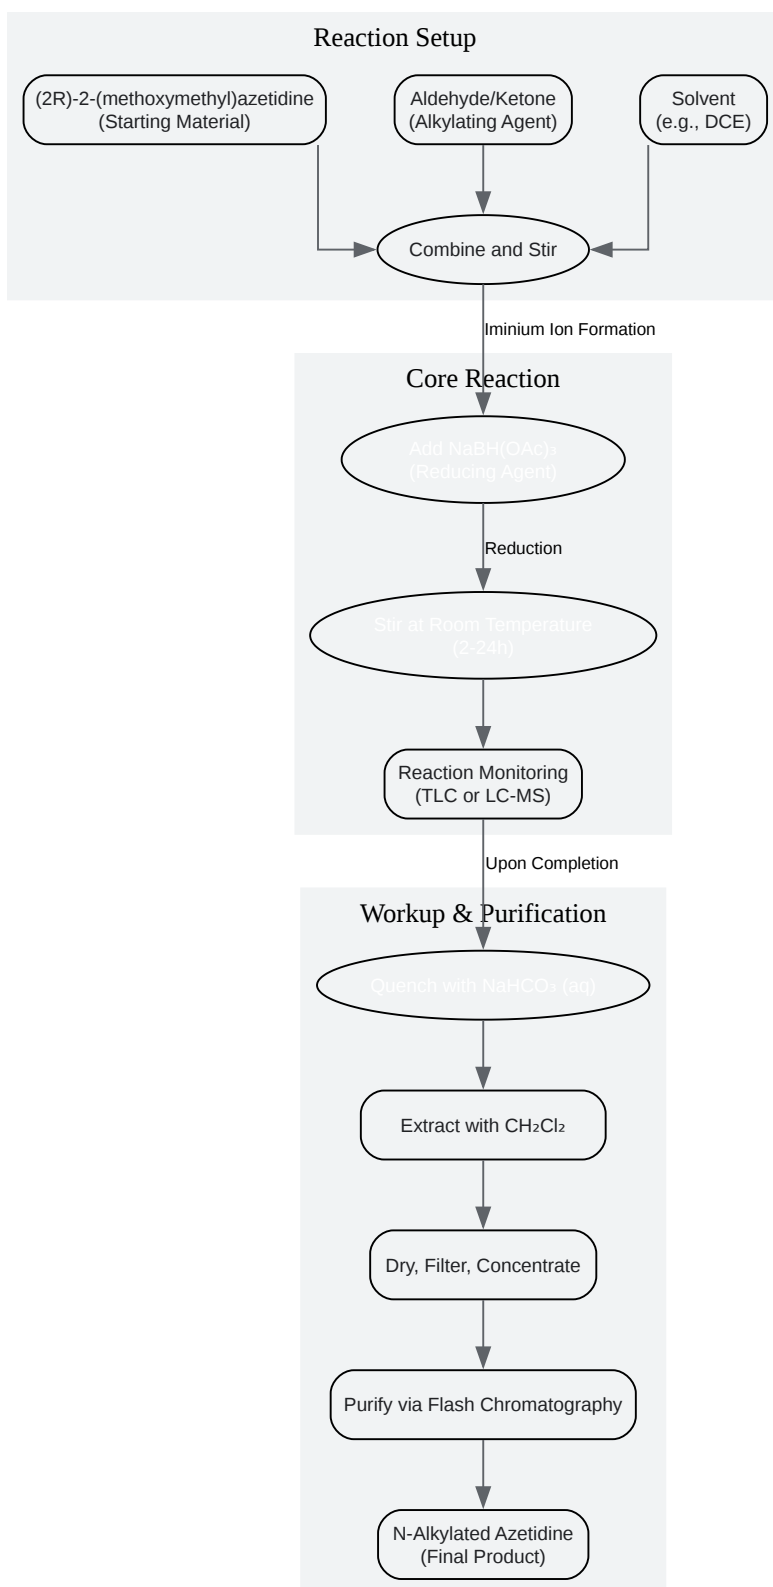 Reaction Setup
(2R)-2-(methoxymethyl)azetidine
(Starting Material)
Aldehyde/Ketone
(Alkylating Agent)
Solvent
(e.g., DCE)
Combine and Stir
Iminium Ion Formation
Core Reaction
Add NaBH(OAc)₃
(Reducing Agent)
Reduction
Stir at Room Temperature
(2-24h)
Reaction Monitoring
(TLC or LC-MS)
Upon Completion
Workup & Purification
Quench with NaHCO₃ (aq)
Extract with CH₂Cl₂
Dry, Filter, Concentrate
Purify via Flash Chromatography
N-Alkylated Azetidine
(Final Product)